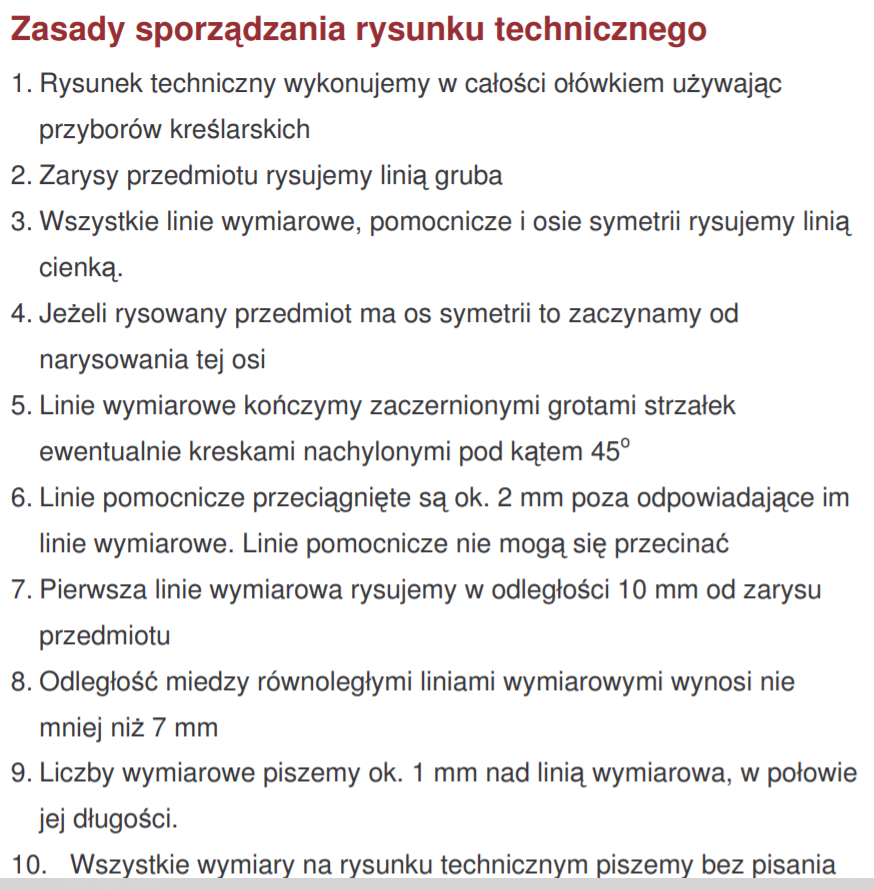 Zasady sporządzania rysunku technicznego
1. Rysunek techniczny wykonujemy w całości ołówkiem używając
przyborów kreślarskich
2. Zarysy przedmiotu rysujemy linią gruba
3. Wszystkie linie wymiarowe, pomocnicze i osie symetrii rysujemy linią
cienką.
4. Jeżeli rysowany przedmiot ma os symetrii to zaczynamy od
narysowania tej osi
5. Linie wymiarowe kończymy zaczernionymi grotami strzałek
ewentualnie kreskami nachylonymi pod kątem 45°
6. Linie pomocnicze przeciągnięte są ok. 2 mm poza odpowiadające im
linie wymiarowe. Linie pomocnicze nie mogą się przecinać
7. Pierwsza linie wymiarowa rysujemy w odległości 10 mm od zarysu
przedmiotu
8. Odległość miedzy równoległymi liniami wymiarowymi wynosi nie
mniej niż 7 mm
9. Liczby wymiarowe piszemy ok. 1 mm nad linią wymiarowa, w połowie
jej długości.
10. Wszystkie wymiary na rysunku technicznym piszemy bez pisania